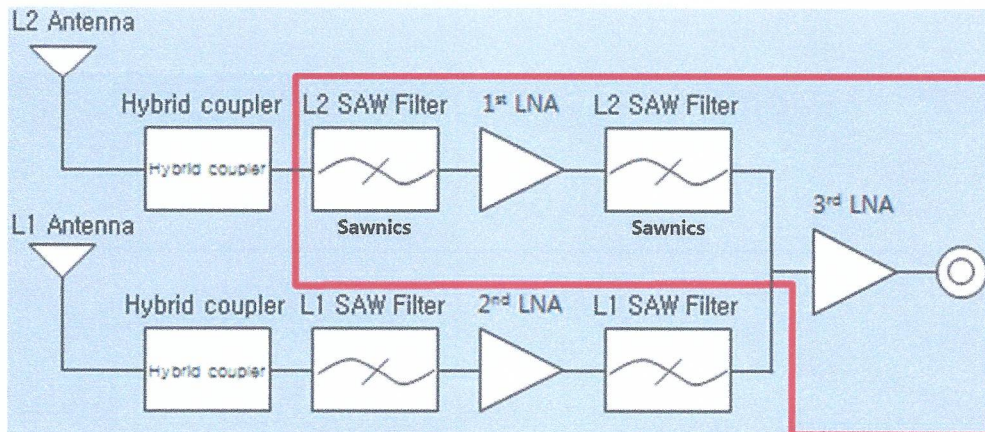 L2 Antenna
Hybrid coupler L2 SAW Filter 1st LNA L2 SAW Filter
Hybrid coupler
Sawnics Sawnics
3rd LNA
L1 Antenna
Hybrid coupler L1 SAW Filter 2nd LNA L1 SAW Filter
Hybrid coupler